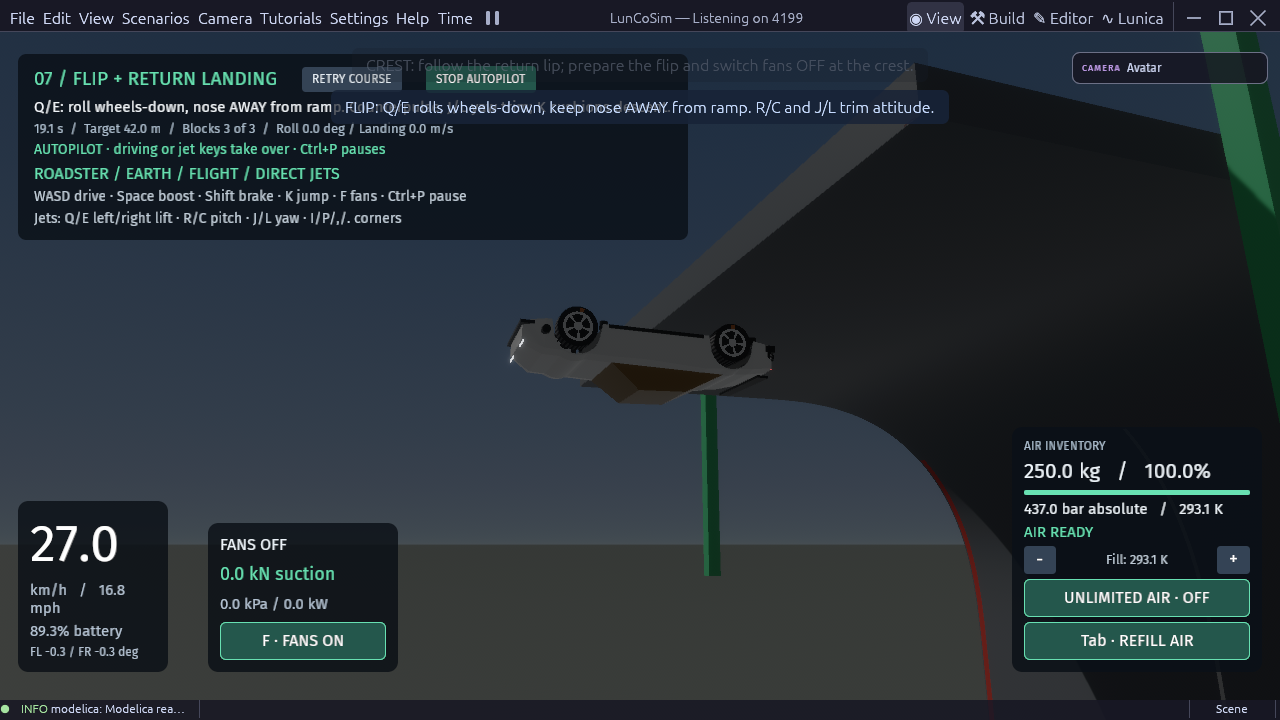 File Edit View Scenarios Camera Tutorials Settings Help Time
LunCoSim — Listening on 4199
View Build Editor Lunica
CREST: follow the return lip; prepare the flip and switch fans OFF at the crest.
07 / FLIP + RETURN LANDING
RETRY COURSE
STOP AUTOPILOT
CAMERA Avatar
Q/E: roll wheels-down, nose AWAY from ramp
FLIP: Q/E rolls wheels down, keep nose AWAY from ramp. R/C and J/L trim attitude.
19.1 s / Target 42.0 m / Blocks 3 of 3 / Roll 0.0 deg / Landing 0.0 m/s
AUTOPILOT · driving or jet keys take over · Ctrl+P pauses
ROADSTER / EARTH / FLIGHT / DIRECT JETS
WASD drive · Space boost · Shift brake · K jump · F fans · Ctrl+P pause
Jets: Q/E left/right lift · R/C pitch · J/L yaw · I/P/,/. corners
AIR INVENTORY
250.0 kg / 100.0%
437.0 bar absolute / 293.1 K
AIR READY
- Fill: 293.1 K +
UNLIMITED AIR · OFF
Tab · REFILL AIR
27.0
km/h / 16.8
mph
89.3% battery
FL -0.3 / FR -0.3 deg
FANS OFF
0.0 kN suction
0.0 kPa / 0.0 kW
F · FANS ON
INFO modelica: Modelica rea...
Scene